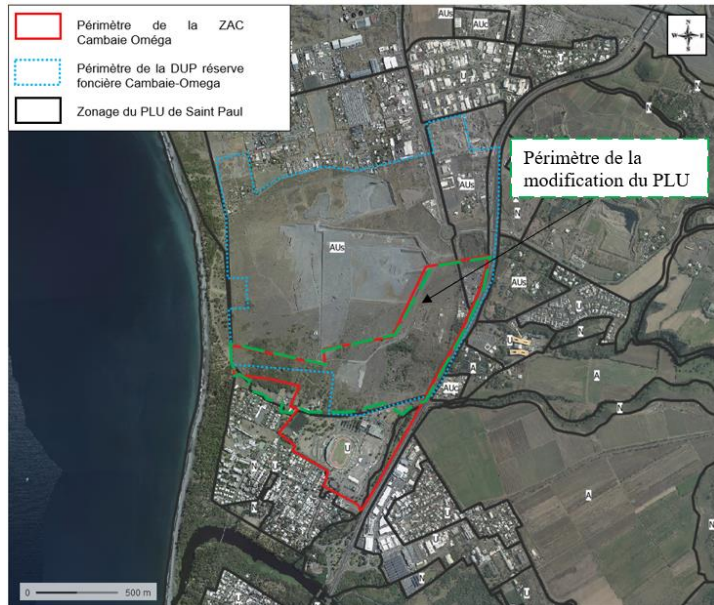 Périmètre de la ZAC
Cambaie Oméga
Périmètre de la DUP réserve
foncière Cambaie-Omega
Zonage du PLU de Saint Paul
Périmètre de la
modification du PLU
AUs
AUc
N
W
E
S
U
AUs
N
AUs
AUs
U
A
N
AUc
A
U
U
N
U
N
A
N
U
N
U
0 500 m